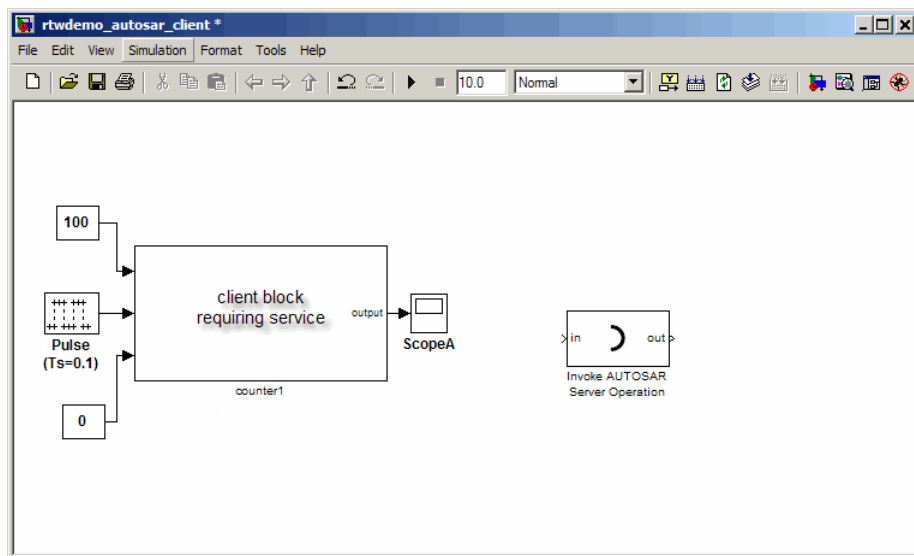 rtwdemo_autosar_client *
File Edit View Simulation Format Tools Help
10.0 Normal
100
client block
requiring service
output
in
out
Pulse
(Ts=0.1)
ScopeA
Invoke AUTOSAR
Server Operation
counter1
0